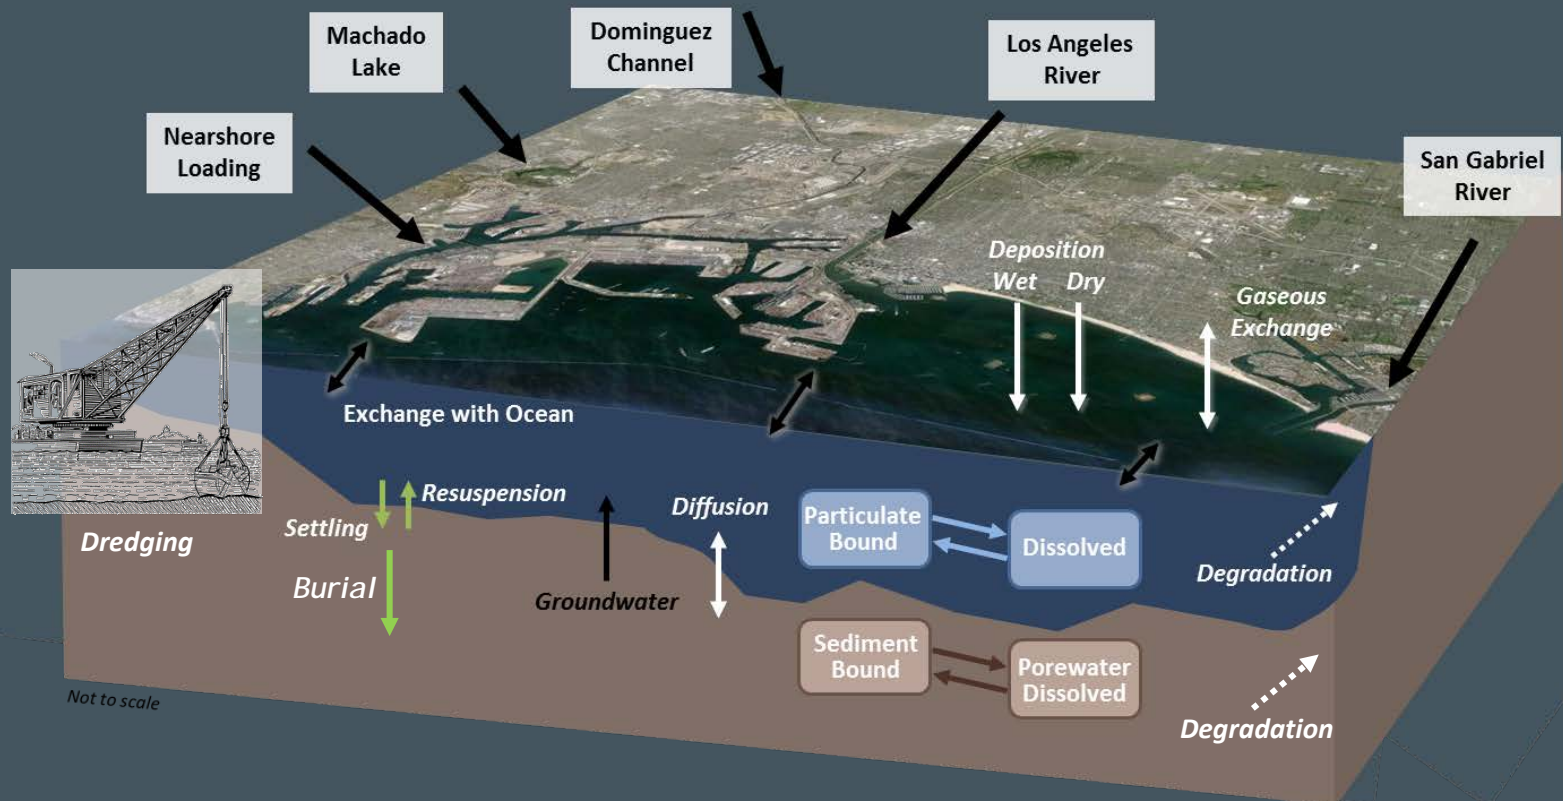 Machado
Lake
Dominguez
Channel
Los Angeles
River
Nearshore
Loading
San Gabriel
River
Deposition
Wet Dry
Gaseous
Exchange
Exchange with Ocean
Dredging
Settling
Resuspension
Burial
Groundwater
Diffusion
Particulate
Bound
Dissolved
Degradation
Sediment
Bound
Porewater
Dissolved
Degradation
Not to scale